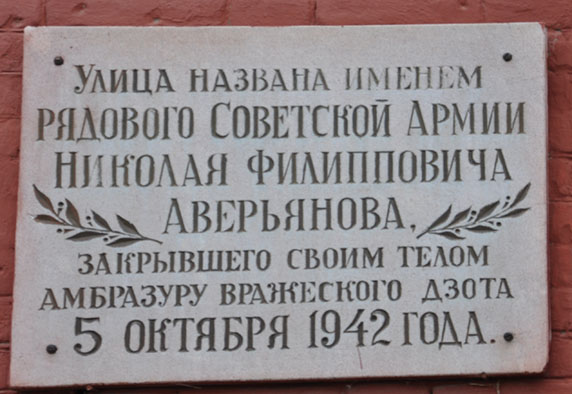 Улица названа именем
рядового Советской Армии
Николая Филипповича
Аверьянова,
закрывшего своим телом
амбразуру вражеского дзота
5 октября 1942 года.